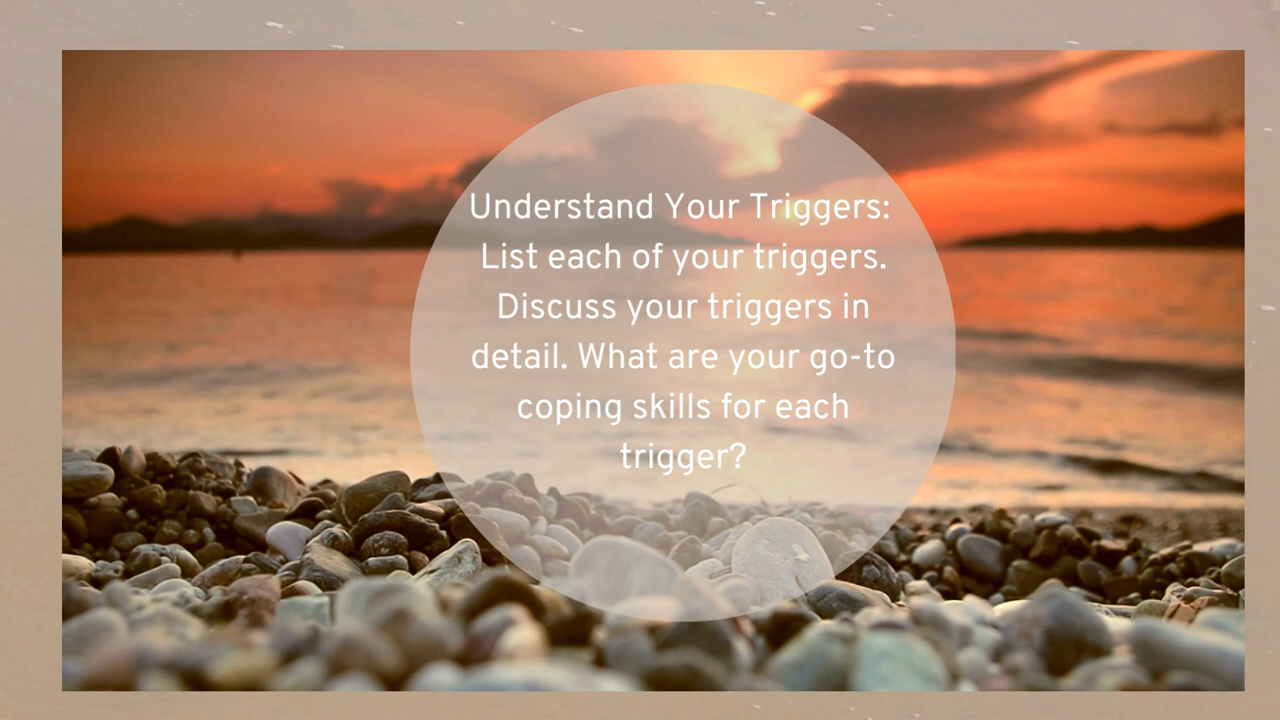 Understand Your Triggers:
List each of your triggers.
Discuss your triggers in
detail. What are your go-to
coping skills for each
trigger?